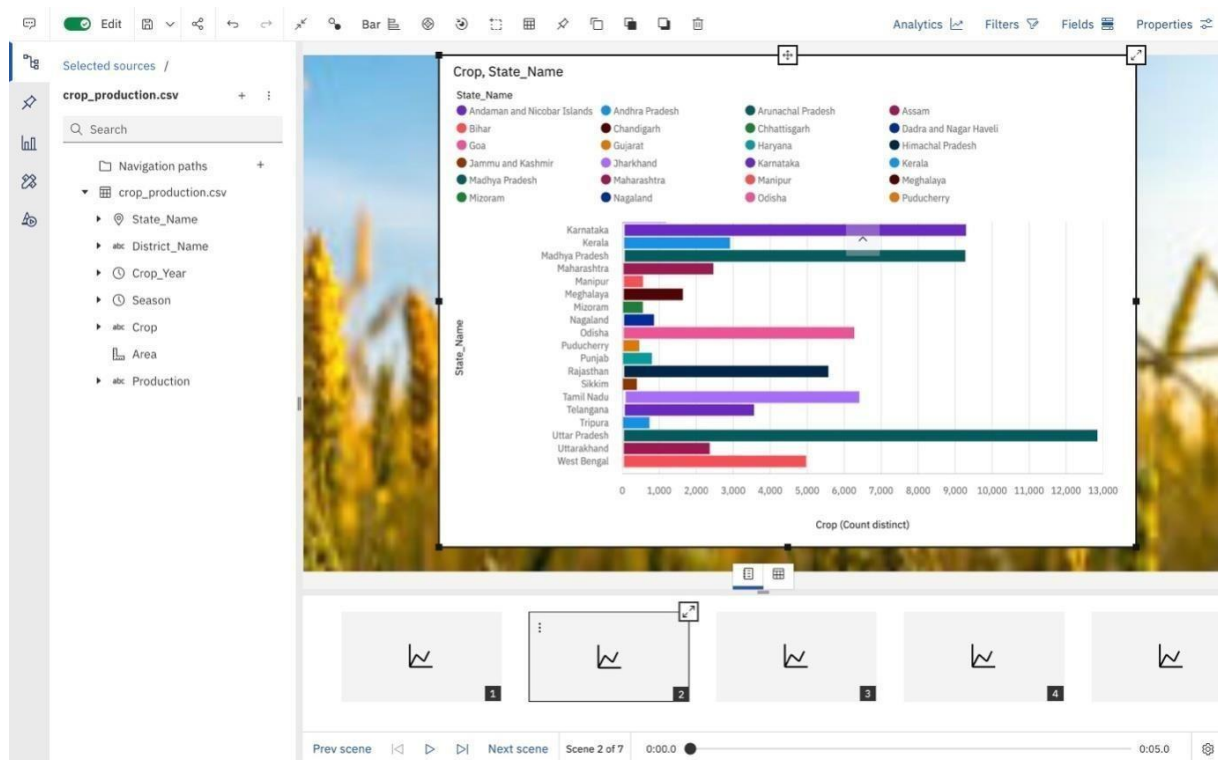 Edit
Bar
Analytics
Filters
Fields
Properties
Selected sources /
crop_production.csv
Search
Navigation paths
crop_production.csv
State_Name
abc District_Name
Crop_Year
Season
abc Crop
Area
abc Production
Crop, State_Name
State_Name
Andaman and Nicobar Islands Andhra Pradesh Arunachal Pradesh Assam
Bihar Chandigarh Chhattisgarh Dadra and Nagar Haveli
Goa Gujarat Haryana Himachal Pradesh
Jammu and Kashmir Jharkhand Karnataka Kerala
Madhya Pradesh Maharashtra Manipur Meghalaya
Mizoram Nagaland Odisha Puducherry
State_Name
Karnataka
Kerala
Madhya Pradesh
Maharashtra
Manipur
Meghalaya
Mizoram
Nagaland
Odisha
Puducherry
Punjab
Rajasthan
Sikkim
Tamil Nadu
Telangana
Tripura
Uttar Pradesh
Uttarakhand
West Bengal
0 1,000 2,000 3,000 4,000 5,000 6,000 7,000 8,000 9,000 10,000 11,000 12,000 13,000
Crop (Count distinct)
1
2
3
4
Prev scene Next scene Scene 2 of 7 0:00.0 0:05.0